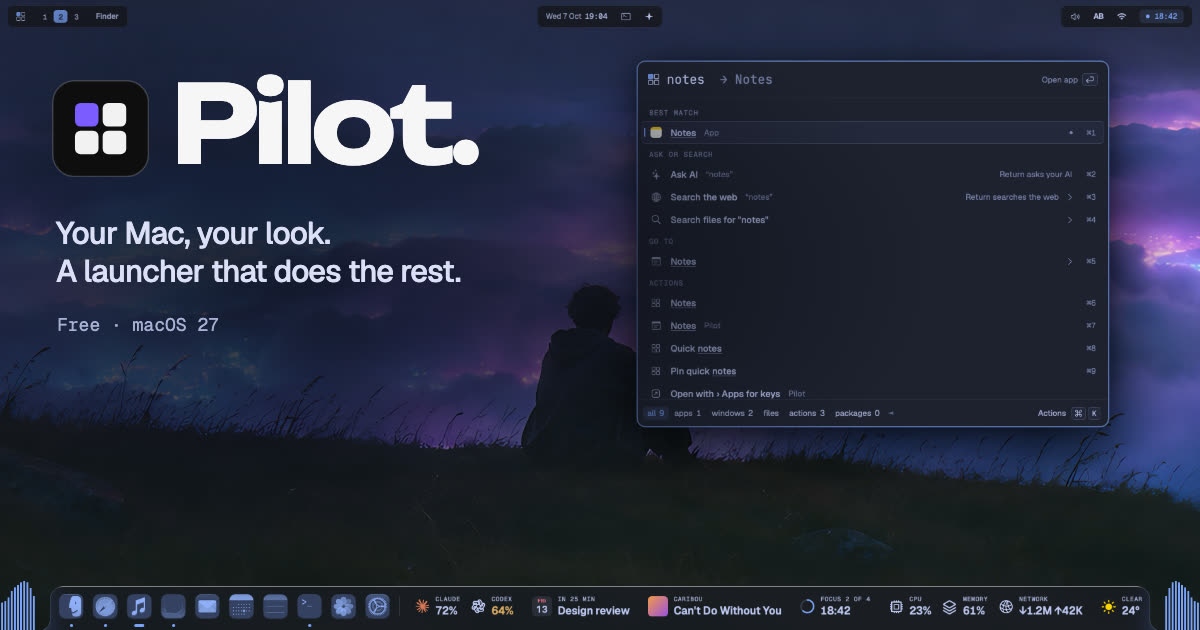 1 2 3 Finder
Wed 7 Oct 19:04
AB 18:42
Pilot.
Your Mac, your look.
A launcher that does the rest.
Free · macOS 27
notes → Notes Open app
BEST MATCH
Notes App ⌘1
ASK OR SEARCH
Ask AI "notes" Return asks your AI ⌘2
Search the web "notes" Return searches the web ⌘3
Search files for "notes" ⌘4
GO TO
Notes ⌘5
ACTIONS
Notes ⌘6
Notes Pilot ⌘7
Quick notes ⌘8
Pin quick notes ⌘9
Open with › Apps for keys Pilot
all 9 apps 1 windows 2 files actions 3 packages 0 → Actions ⌘ K
CLAUDE
72%
CODEX
64%
FRI
13
IN 25 MIN
Design review
CARIBOU
Can't Do Without You
FOCUS 2 OF 4
18:42
CPU
23%
MEMORY
61%
NETWORK
↓1.2M ↑42K
CLEAR
24°